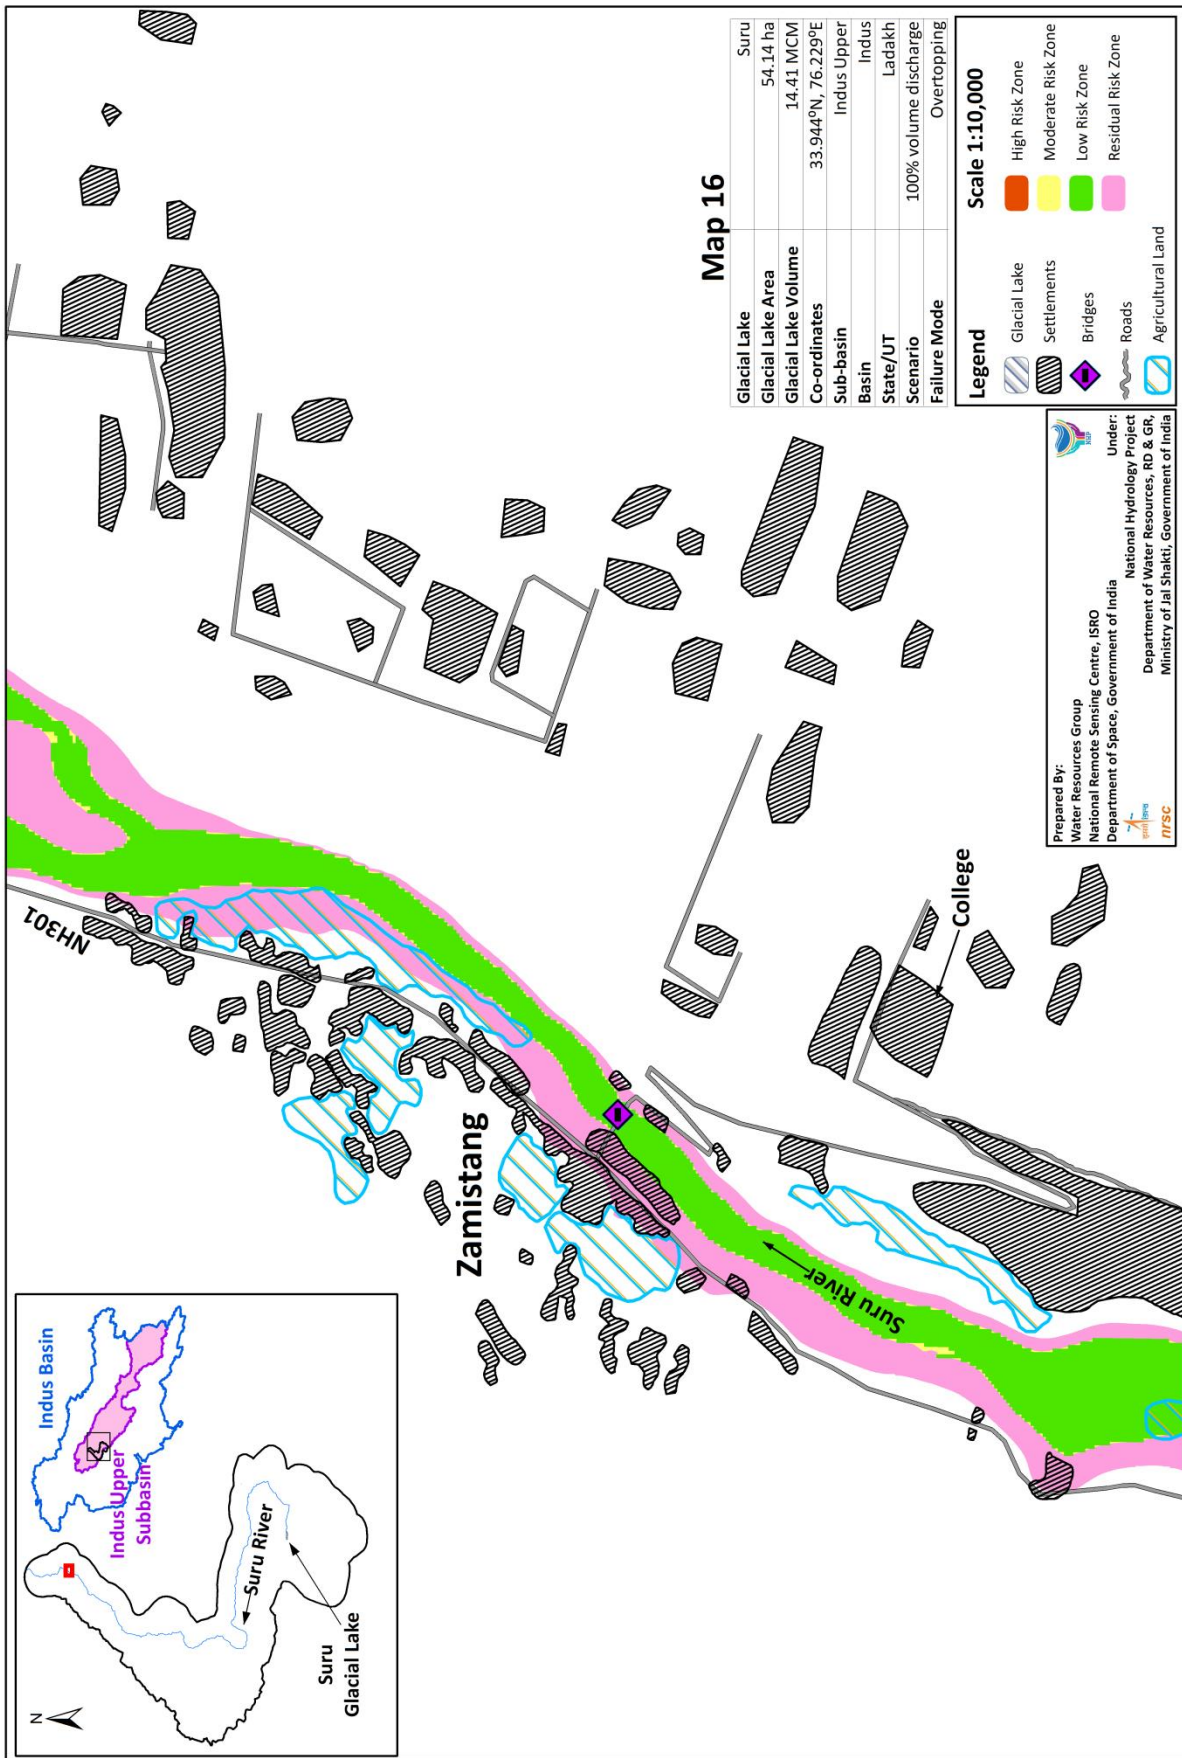 N
Indus Basin
Indus Upper
Subbasin
Suru River
Suru
Glacial Lake
NH301
Zamistang
Suru River
College
Map 16
Glacial Lake Suru
Glacial Lake Area 54.14 ha
Glacial Lake Volume 14.41 MCM
Co-ordinates 33.944°N, 76.229°E
Sub-basin Indus Upper
Basin Indus
State/UT Ladakh
Scenario 100% volume discharge
Failure Mode Overtopping
Prepared By:
Water Resources Group
National Remote Sensing Centre, ISRO
Department of Space, Government of India
Under:
National Hydrology Project
Department of Water Resources, RD & GR,
Ministry of Jal Shakti, Government of India
इसरो isro
nrsc
NHP
Legend
Scale 1:10,000
Glacial Lake
Settlements
Bridges
Roads
Agricultural Land
High Risk Zone
Moderate Risk Zone
Low Risk Zone
Residual Risk Zone